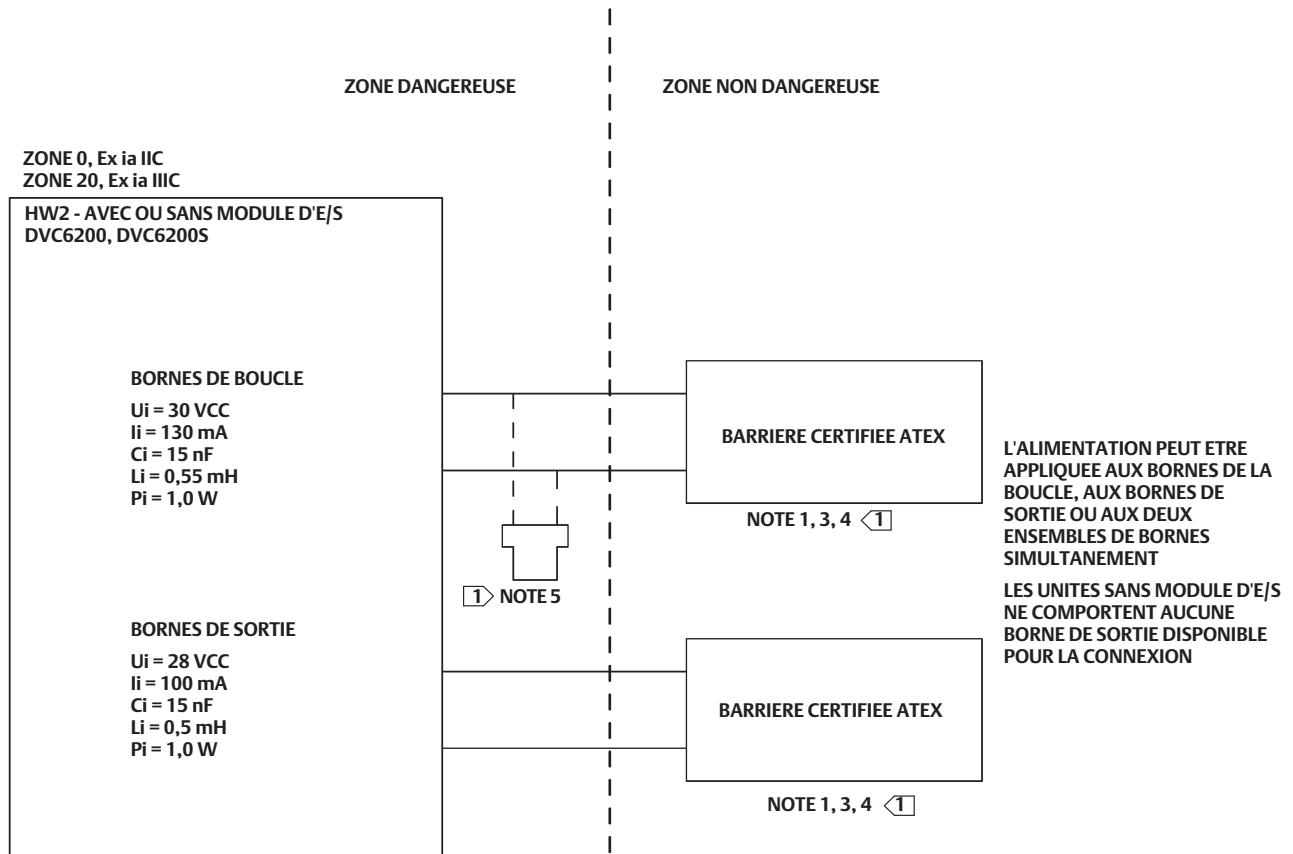 ZONE DANGEREUSE
ZONE NON DANGEREUSE
ZONE 0, Ex ia IIC
ZONE 20, Ex ia IIIC
HW2 - AVEC OU SANS MODULE D'E/S
DVC6200, DVC6200S
BORNES DE BOUCLE
Ui = 30 VCC
Ii = 130 mA
Ci = 15 nF
Li = 0,55 mH
Pi = 1,0 W
BARRIERE CERTIFIEE ATEX
NOTE 1, 3, 4 1
1 NOTE 5
L'ALIMENTATION PEUT ETRE
APPLIQUEE AUX BORNES DE LA
BOUCLE, AUX BORNES DE
SORTIE OU AUX DEUX
ENSEMBLES DE BORNES
SIMULTANEMENT
LES UNITES SANS MODULE D'E/S
NE COMPORTENT AUCUNE
BORNE DE SORTIE DISPONIBLE
POUR LA CONNEXION
BORNES DE SORTIE
Ui = 28 VCC
Ii = 100 mA
Ci = 15 nF
Li = 0,5 mH
Pi = 1,0 W
BARRIERE CERTIFIEE ATEX
NOTE 1, 3, 4 1